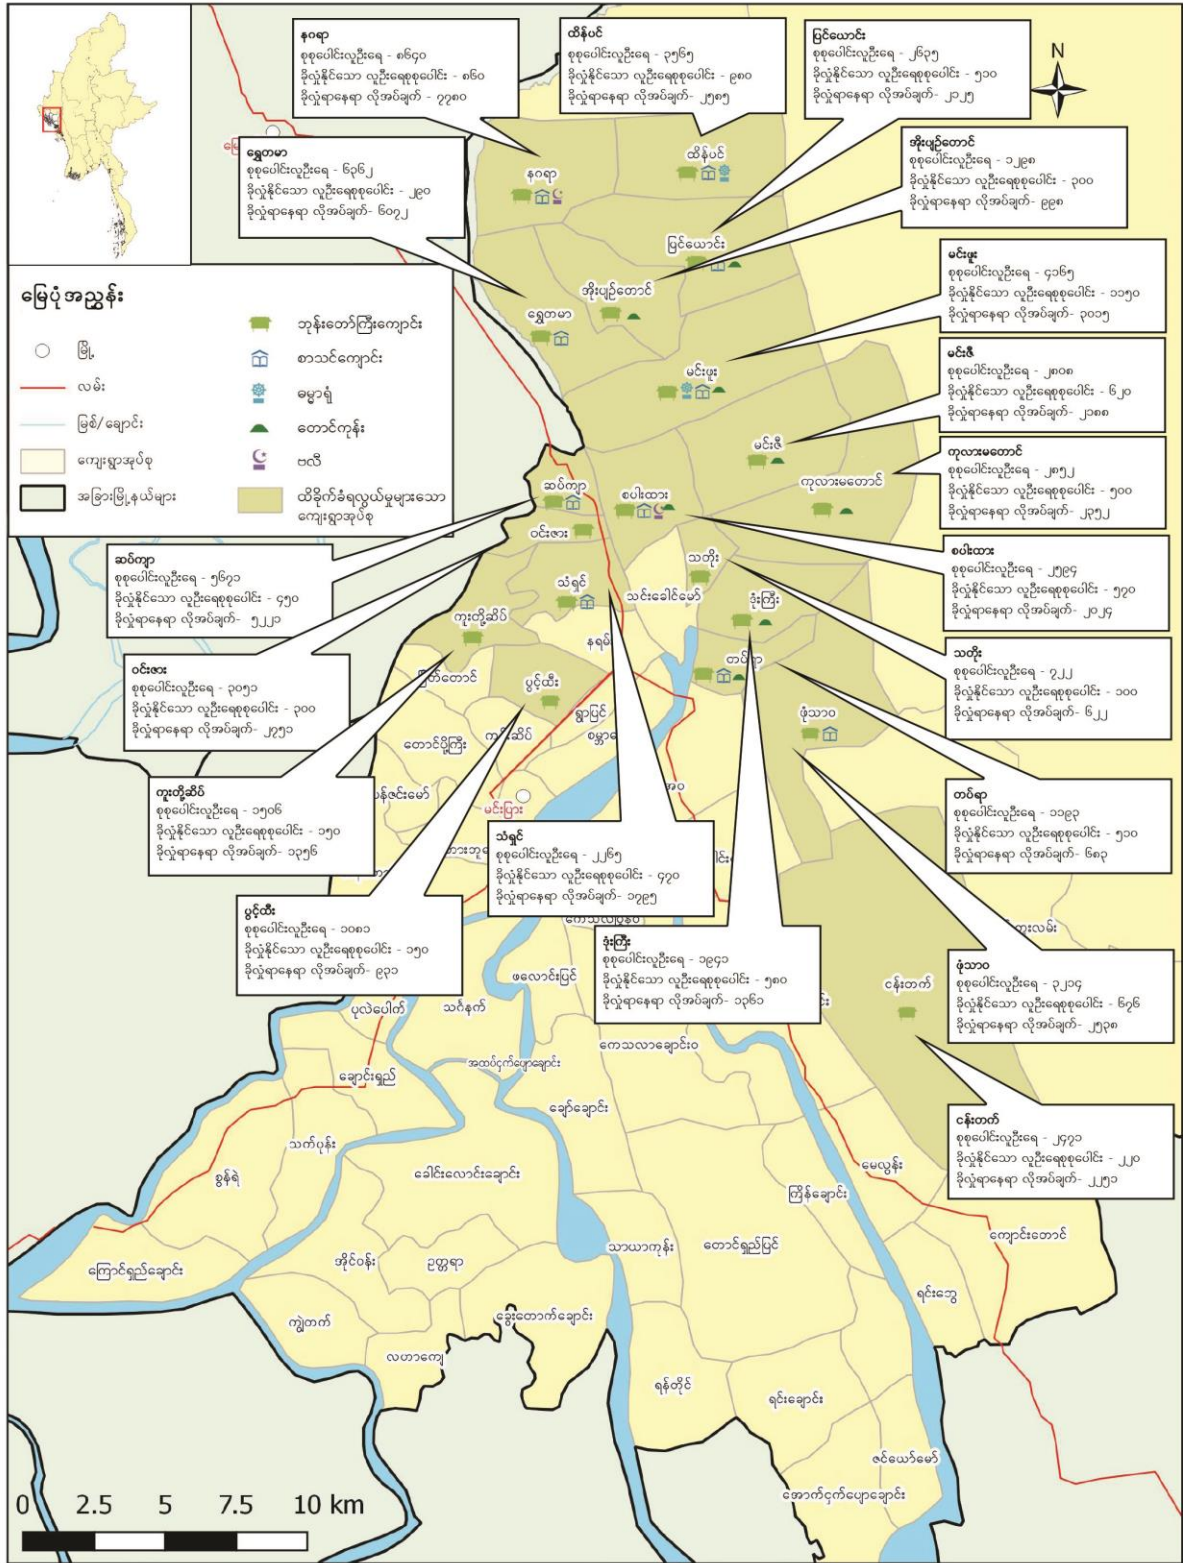 နဂရာ
စုစုပေါင်းလူဦးရေ - ၈၆၄၀
ခိုလှုံနိုင်သော လူဦးရေစုစုပေါင်း - ၈၆၀
ခိုလှုံရာနေရာ လိုအပ်ချက်- ၇၇၈၀
ထိန်ပင်
စုစုပေါင်းလူဦးရေ - ၃၅၆၅
ခိုလှုံနိုင်သော လူဦးရေစုစုပေါင်း - ၉၈၀
ခိုလှုံရာနေရာ လိုအပ်ချက်- ၂၅၈၅
ပြင်ယောင်း
စုစုပေါင်းလူဦးရေ - ၂၆၃၅
ခိုလှုံနိုင်သော လူဦးရေစုစုပေါင်း - ၅၁၀
ခိုလှုံရာနေရာ လိုအပ်ချက်- ၂၁၂၅
N
အိုးပျဉ်တောင်
စုစုပေါင်းလူဦးရေ - ၁၂၉၈
ခိုလှုံနိုင်သော လူဦးရေစုစုပေါင်း - ၃၀၀
ခိုလှုံရာနေရာ လိုအပ်ချက်- ၉၉၈
ရွှေတမာ
စုစုပေါင်းလူဦးရေ - ၆၃၆၂
ခိုလှုံနိုင်သော လူဦးရေစုစုပေါင်း - ၂၉၀
ခိုလှုံရာနေရာ လိုအပ်ချက်- ၆၀၇၂
မင်းဖူး
စုစုပေါင်းလူဦးရေ - ၄၁၆၅
ခိုလှုံနိုင်သော လူဦးရေစုစုပေါင်း - ၁၁၅၀
ခိုလှုံရာနေရာ လိုအပ်ချက်- ၃၀၁၅
မင်းဇီ
စုစုပေါင်းလူဦးရေ - ၂၈၀၈
ခိုလှုံနိုင်သော လူဦးရေစုစုပေါင်း - ၆၂၀
ခိုလှုံရာနေရာ လိုအပ်ချက်- ၂၁၈၈
ကုလားမတောင်
စုစုပေါင်းလူဦးရေ - ၂၈၅၂
ခိုလှုံနိုင်သော လူဦးရေစုစုပေါင်း - ၅၀၀
ခိုလှုံရာနေရာ လိုအပ်ချက်- ၂၃၅၂
စပါးထား
စုစုပေါင်းလူဦးရေ - ၂၅၉၄
ခိုလှုံနိုင်သော လူဦးရေစုစုပေါင်း - ၅၇၀
ခိုလှုံရာနေရာ လိုအပ်ချက်- ၂၀၂၄
သတိုး
စုစုပေါင်းလူဦးရေ - ၇၂၂
ခိုလှုံနိုင်သော လူဦးရေစုစုပေါင်း - ၁၀၀
ခိုလှုံရာနေရာ လိုအပ်ချက်- ၆၂၂
တပ်ရာ
စုစုပေါင်းလူဦးရေ - ၁၁၉၃
ခိုလှုံနိုင်သော လူဦးရေစုစုပေါင်း - ၅၁၀
ခိုလှုံရာနေရာ လိုအပ်ချက်- ၆၈၃
ဖုံသာဝ
စုစုပေါင်းလူဦးရေ - ၃၂၁၄
ခိုလှုံနိုင်သော လူဦးရေစုစုပေါင်း - ၆၇၆
ခိုလှုံရာနေရာ လိုအပ်ချက်- ၂၅၃၈
ငန်းတက်
စုစုပေါင်းလူဦးရေ - ၂၄၇၁
ခိုလှုံနိုင်သော လူဦးရေစုစုပေါင်း - ၂၂၀
ခိုလှုံရာနေရာ လိုအပ်ချက်- ၂၂၅၁
မြေပုံအညွှန်း
မြို့
လမ်း
မြစ်/ချောင်း
ကျေးရွာအုပ်စု
အခြားမြို့နယ်များ
ဘုန်းတော်ကြီးကျောင်း
စာသင်ကျောင်း
ဓမ္မာရုံ
တောင်ကုန်း
ဗလီ
ထိခိုက်ခံရလွယ်မှုများသော
ကျေးရွာအုပ်စု
ဆပ်ကျာ
စုစုပေါင်းလူဦးရေ - ၅၆၇၁
ခိုလှုံနိုင်သော လူဦးရေစုစုပေါင်း - ၄၅၀
ခိုလှုံရာနေရာ လိုအပ်ချက်- ၅၂၂၁
ဝင်းဇား
စုစုပေါင်းလူဦးရေ - ၃၀၅၁
ခိုလှုံနိုင်သော လူဦးရေစုစုပေါင်း - ၃၀၀
ခိုလှုံရာနေရာ လိုအပ်ချက်- ၂၇၅၁
ကူးတို့ဆိပ်
စုစုပေါင်းလူဦးရေ - ၁၅၀၆
ခိုလှုံနိုင်သော လူဦးရေစုစုပေါင်း - ၁၅၀
ခိုလှုံရာနေရာ လိုအပ်ချက်- ၁၃၅၆
ပွင့်ထီး
စုစုပေါင်းလူဦးရေ - ၁၀၈၁
ခိုလှုံနိုင်သော လူဦးရေစုစုပေါင်း - ၁၅၀
ခိုလှုံရာနေရာ လိုအပ်ချက်- ၉၃၁
သံရှင်
စုစုပေါင်းလူဦးရေ - ၂၂၆၅
ခိုလှုံနိုင်သော လူဦးရေစုစုပေါင်း - ၄၇၀
ခိုလှုံရာနေရာ လိုအပ်ချက်- ၁၇၉၅
ဒုံးကြီး
စုစုပေါင်းလူဦးရေ - ၁၉၄၁
ခိုလှုံနိုင်သော လူဦးရေစုစုပေါင်း - ၅၈၀
ခိုလှုံရာနေရာ လိုအပ်ချက်- ၁၃၆၁
ထိန်ပင်
နဂရာ
ပြင်ယောင်း
အိုးပျဉ်တောင်
ရွှေတမာ
မင်းဖူး
မင်းဇီ
ကုလားမတောင်
ဆပ်ကျာ
စပါးထား
ဝင်းဇား
သတိုး
သံရှင်
သင်းခေါင်မော်
ဒုံးကြီး
ကူးတို့ဆိပ်
တပ်ရာ
ပွင့်ထီး
ရွာပြင်
ဖုံသာဝ
တောင်ပို့ကြီး
မင်းပြား
ဖလောင်းပြင်
ငန်းတက်
ပုလဲပေါက်
သင်္ဂနက်
ကေသလာချောင်းဝ
အထပ်ငှက်ပျောချောင်း
ချောင်းရှည်
ချော်ချောင်း
သက်ပုန်း
ခေါင်းလောင်းချောင်း
စွန်ရဲ
မေလွန်း
ကြိန်ချောင်း
ကျောင်းတောင်
သာယာကုန်း
တောင်ရှည်ပြင်
ကြောင်ရှည်ချောင်း
အိုင်ဝန်း
ဥတ္တရာ
ရင်းဘွေ
ကျွဲတက်
ခွေးတောက်ချောင်း
လဟာကျေ
ရန်တိုင်
ရင်းချောင်း
ဇင်ယော်မော်
အောက်ငှက်ပျောချောင်း
0 2.5 5 7.5 10 km